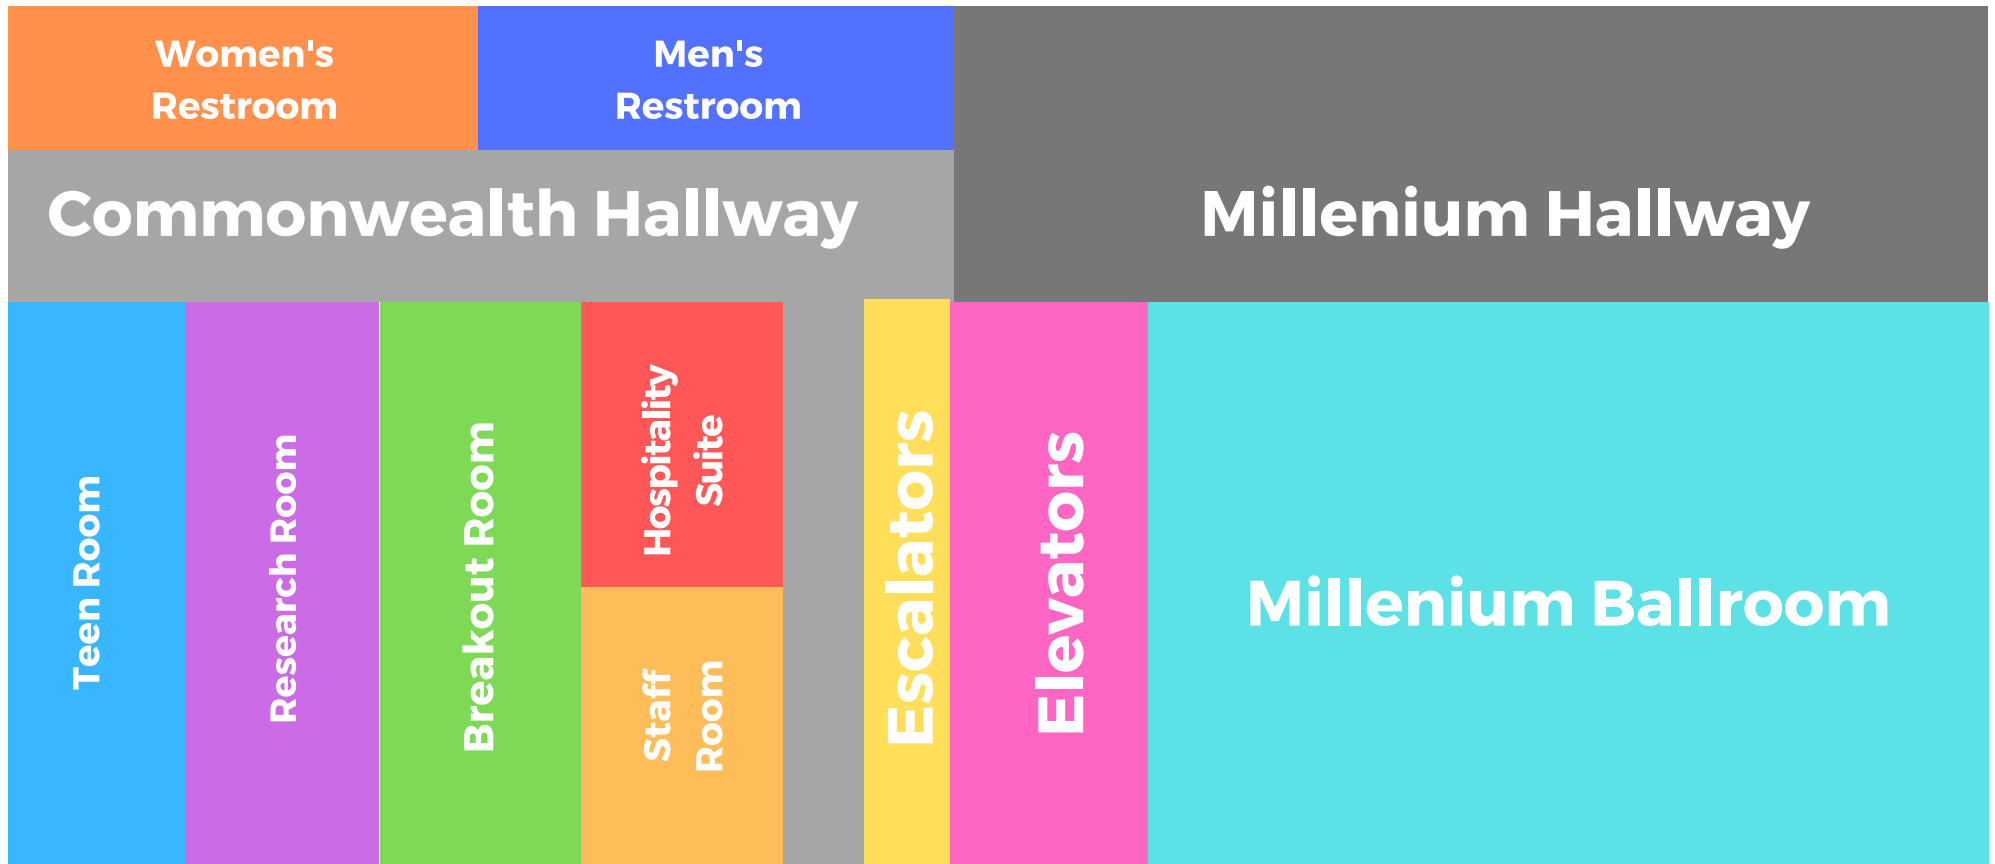 Women's
Restroom
Men's
Restroom
Commonwealth Hallway
Millenium Hallway
Teen Room
Research Room
Breakout Room
Hospitality
Suite
Staff
Room
Escalators
Elevators
Millenium Ballroom